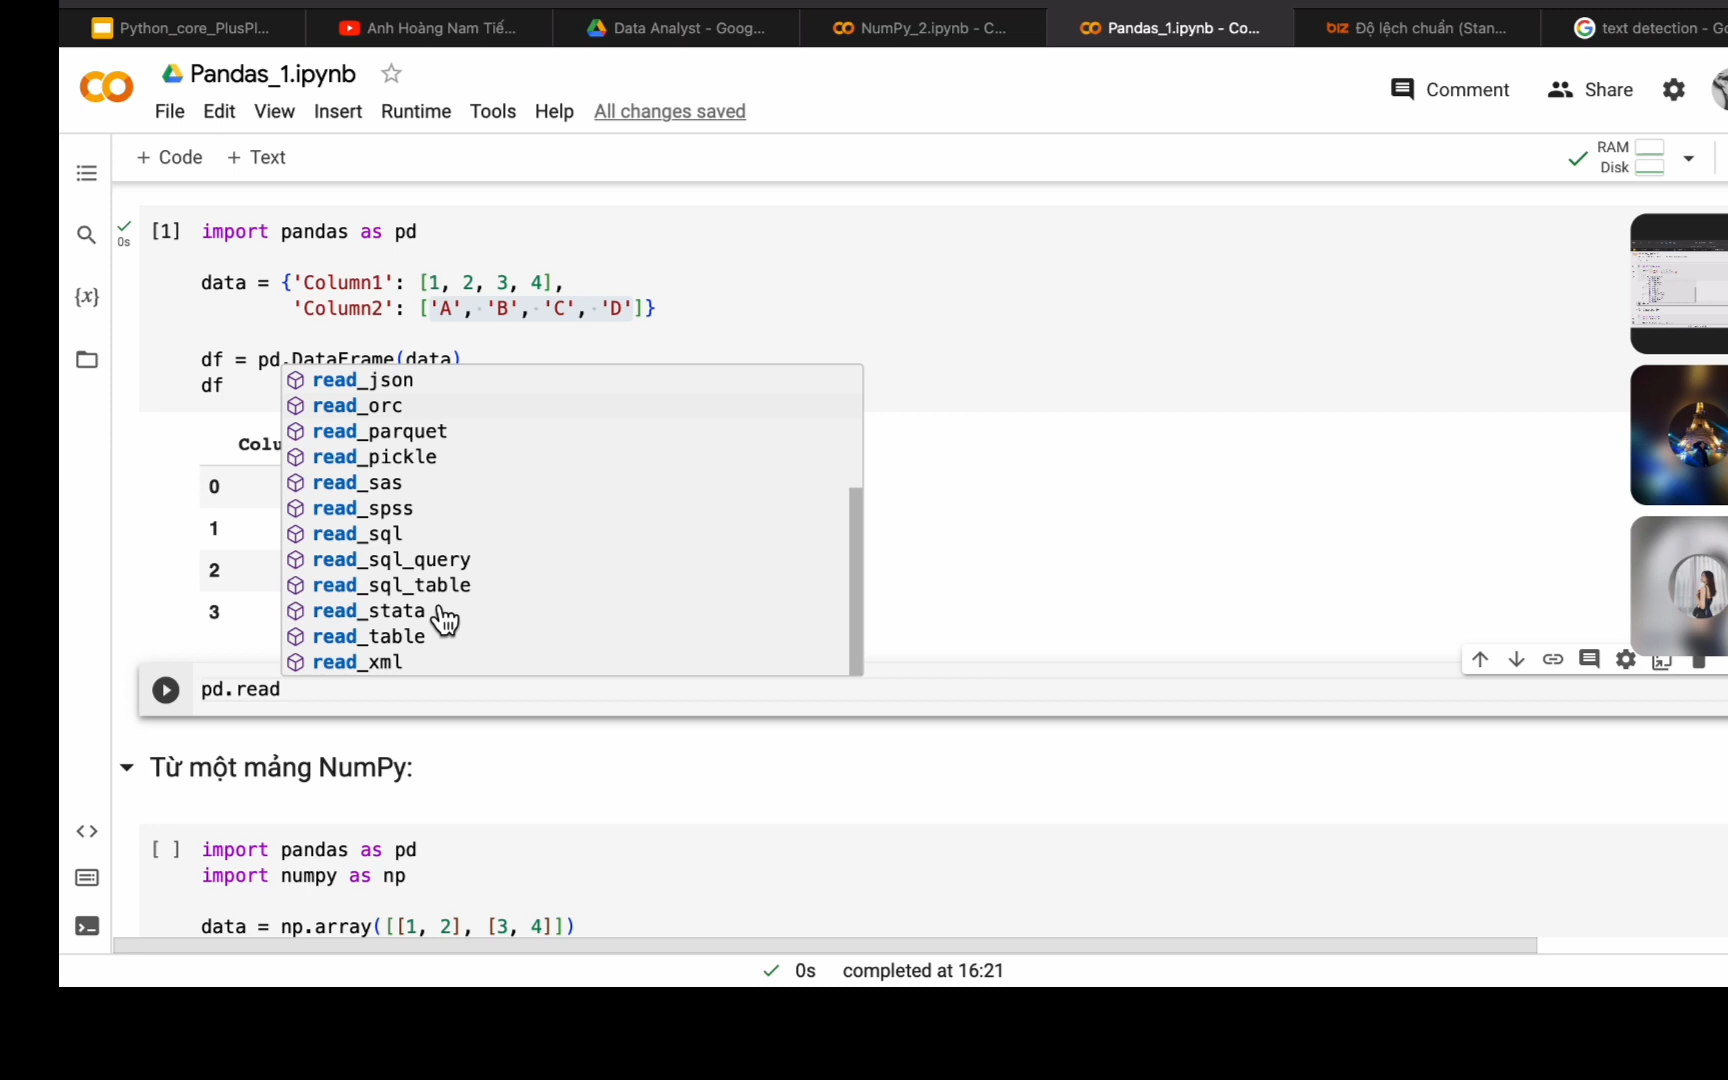 Python_core_PlusPl...
Anh Hoàng Nam Tiế...
Data Analyst - Goog...
NumPy_2.ipynb - C...
Pandas_1.ipynb - Co...
biz Độ lệch chuẩn (Stan...
text detection - Go
Pandas_1.ipynb
Comment
Share
File Edit View Insert Runtime Tools Help All changes saved
+ Code + Text
RAM
Disk
[1] import pandas as pd
0s
data = {'Column1': [1, 2, 3, 4],
'Column2': ['A', 'B', 'C', 'D']}
df = pd.DataFrame(data)
df
read_json
read_orc
read_parquet
Colu
read_pickle
0 read_sas
read_spss
1 read_sql
read_sql_query
2 read_sql_table
3 read_stata
read_table
read_xml
pd.read
Từ một mảng NumPy:
[ ] import pandas as pd
import numpy as np
data = np.array([[1, 2], [3, 4]])
0s completed at 16:21